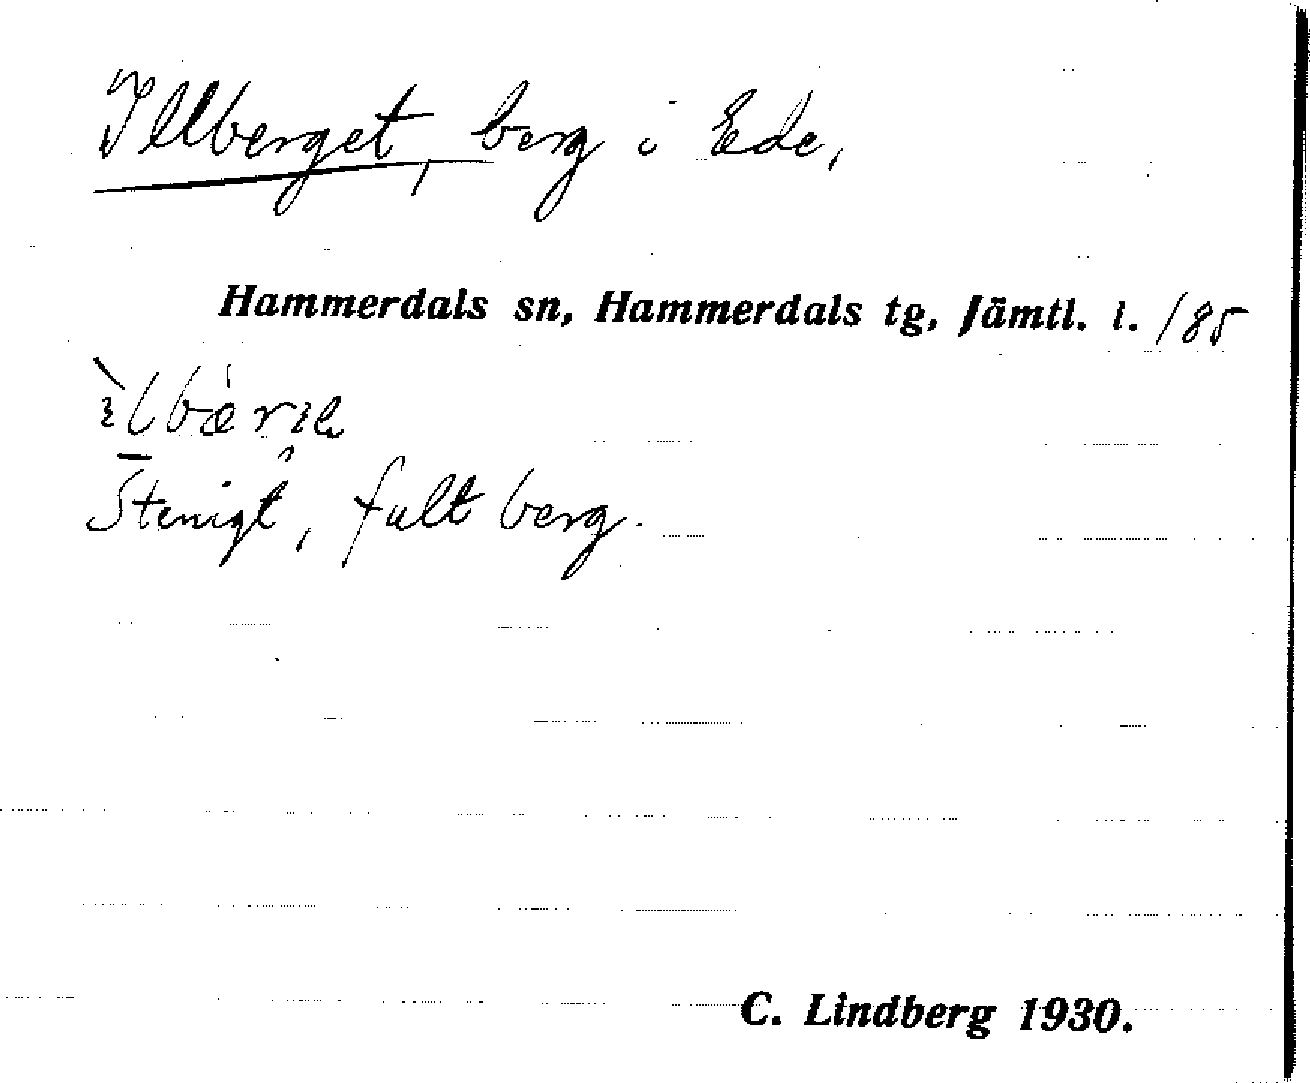 Illberget, berg i Ede,
Hammerdals sn, Hammerdals tg, Jämtl. l. /85
Stenigt, fult berg.
C. Lindberg 1930.